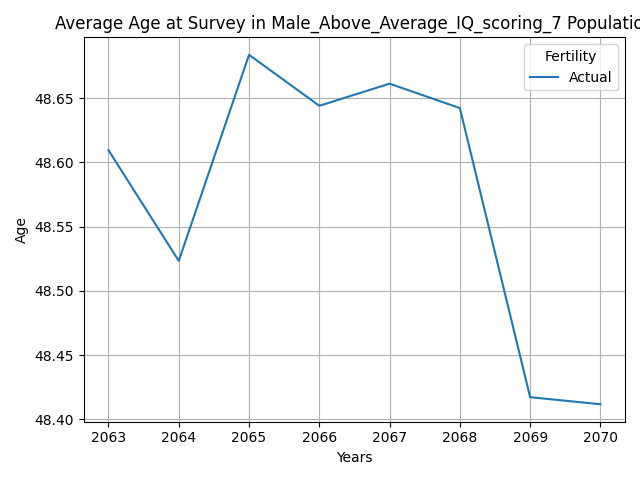 Average Age at Survey in Male_Above_Average_IQ_scoring_7 Populatio
Fertility
Actual
48.65
48.60
48.55
48.50
48.45
48.40
Age
2063 2064 2065 2066 2067 2068 2069 2070
Years